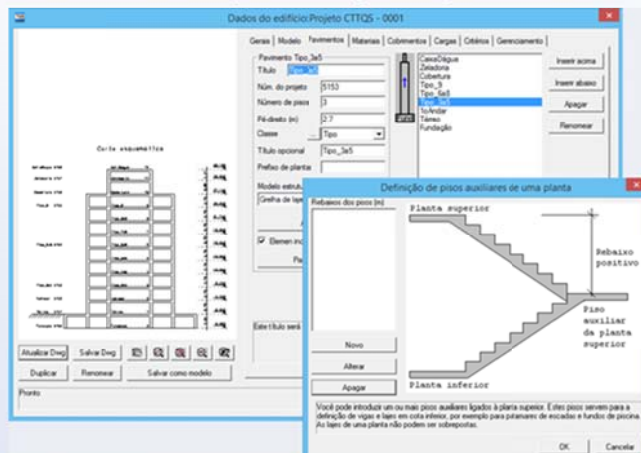 Dados do edifício:Projeto CTTQS - 0001
Gerais | Modelo | Pavimentos | Materiais | Cobrimentos | Cargas | Critérios | Gerenciamento
Pavimento Tipo_3a5
Título Tipo_3a5
Núm. do projeto 5153
Número de pisos 3
Pé-direito (m) 2.7
Classe ... Tipo
Título opcional Tipo_3a5
Prefixo de plantas
Modelo estrutu
Grelha de lajes
Elemen inc
Este título será
CaixaDágua
Zeladoria
Cobertura
Tipo_9
Tipo_6a8
Tipo_3a5
1oAndar
Térreo
Fundação
Inserir acima
Inserir abaixo
Apagar
Renomear
Corte esquemático
Atualizar Dwg
Salvar Dwg
Duplicar
Renomear
Salvar como modelo
Pronto
Definição de pisos auxiliares de uma planta
Rebaixos dos pisos (m)
Novo
Alterar
Apagar
Planta superior
Rebaixo
positivo
Piso
auxiliar
da planta
superior
Planta inferior
Você pode introduzir um ou mais pisos auxiliares ligados à planta superior. Estes pisos servem para a
definição de vigas e lajes em cota inferior, por exemplo para patamares de escadas e fundos de piscina.
As lajes de uma planta não podem ser sobrepostas.
OK
Cancelar